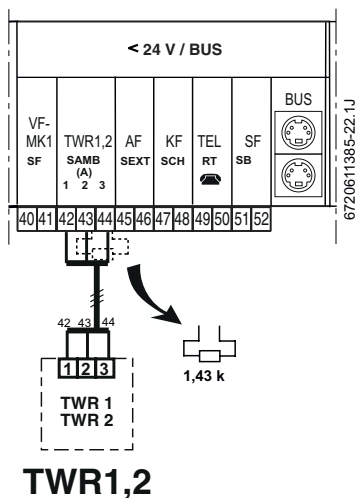 < 24 V / BUS
VF-
MK1
SF
TWR1,2
SAMB
(A)
1 2 3
AF
SEXT
KF
SCH
TEL
RT
SF
SB
BUS
40 41 42 43 44 45 46 47 48 49 50 51 52
42 43 44
1 2 3
TWR 1
TWR 2
1,43 k
TWR1,2
6720611385-22.1J